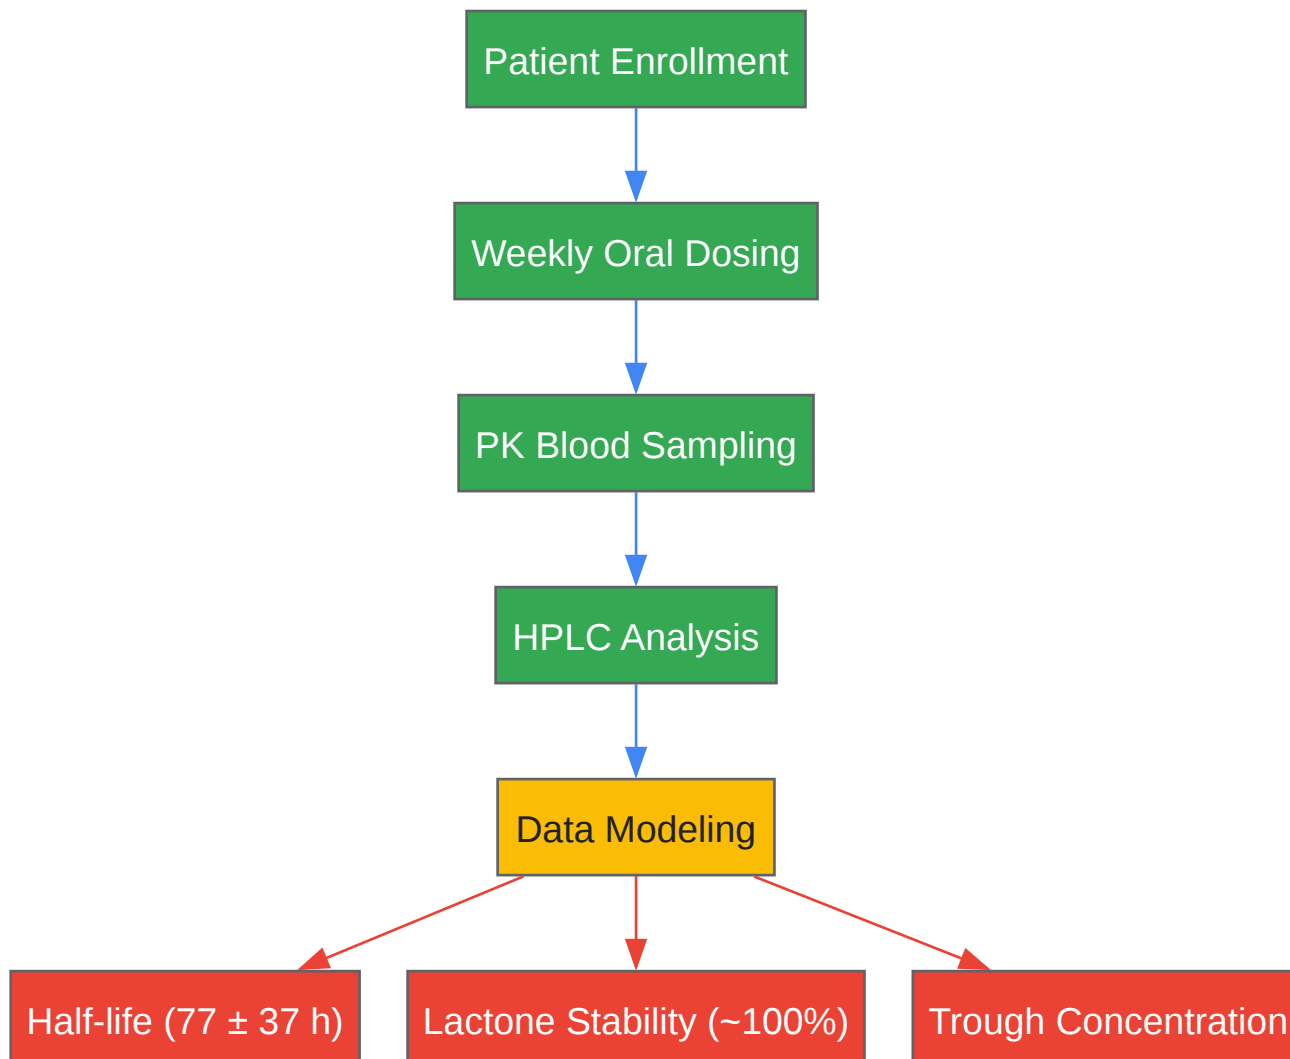 Patient Enrollment
Weekly Oral Dosing
PK Blood Sampling
HPLC Analysis
Data Modeling
Half-life (77 ± 37 h)
Lactone Stability (~100%)
Trough Concentration